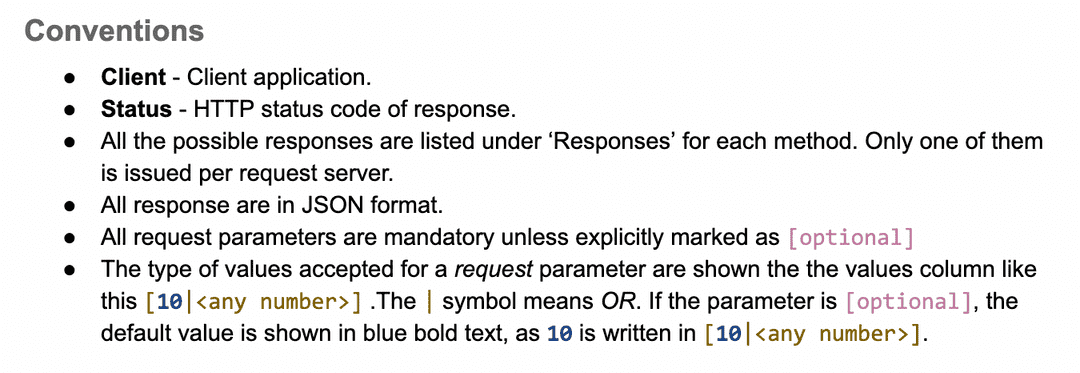 Conventions
● Client - Client application.
● Status - HTTP status code of response.
● All the possible responses are listed under ‘Responses’ for each method. Only one of them
is issued per request server.
● All response are in JSON format.
● All request parameters are mandatory unless explicitly marked as [optional]
● The type of values accepted for a request parameter are shown the the values column like
this [10|<any number>] .The | symbol means OR. If the parameter is [optional], the
default value is shown in blue bold text, as 10 is written in [10|<any number>].